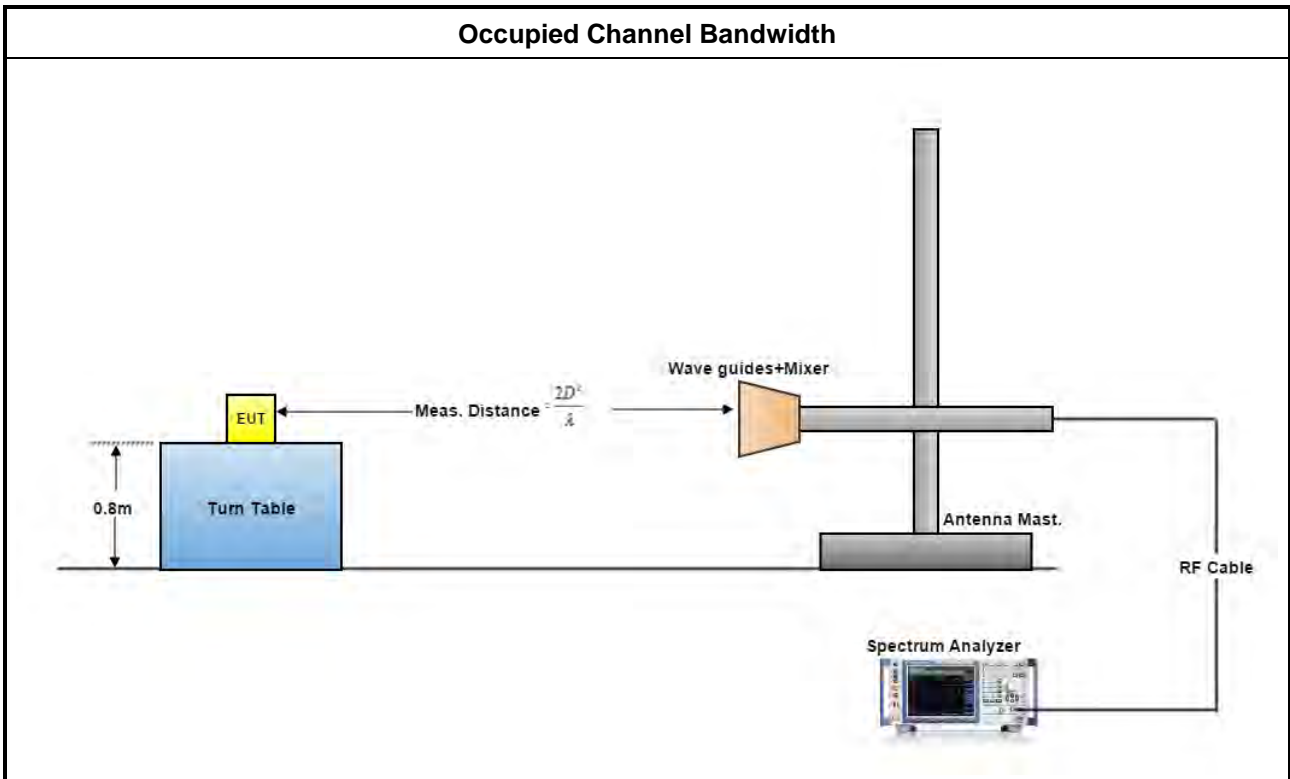 Occupied Channel Bandwidth
Wave guides+Mixer
EUT
Meas. Distance = 2D²/λ
0.8m
Turn Table
Antenna Mast.
RF Cable
Spectrum Analyzer